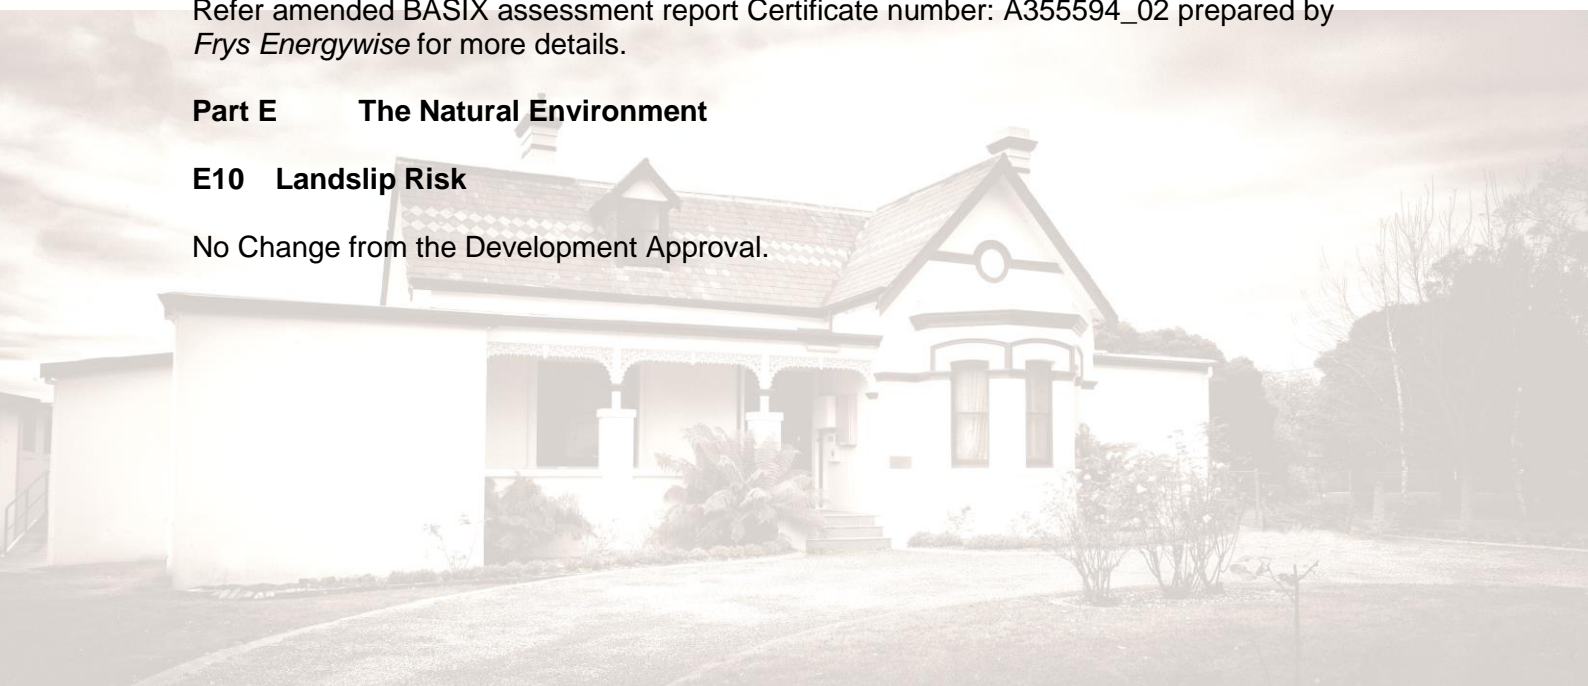 Refer amended BASIX assessment report Certificate number: A355594_02 prepared by
Frys Energywise for more details.
Part E The Natural Environment
E10 Landslip Risk
No Change from the Development Approval.